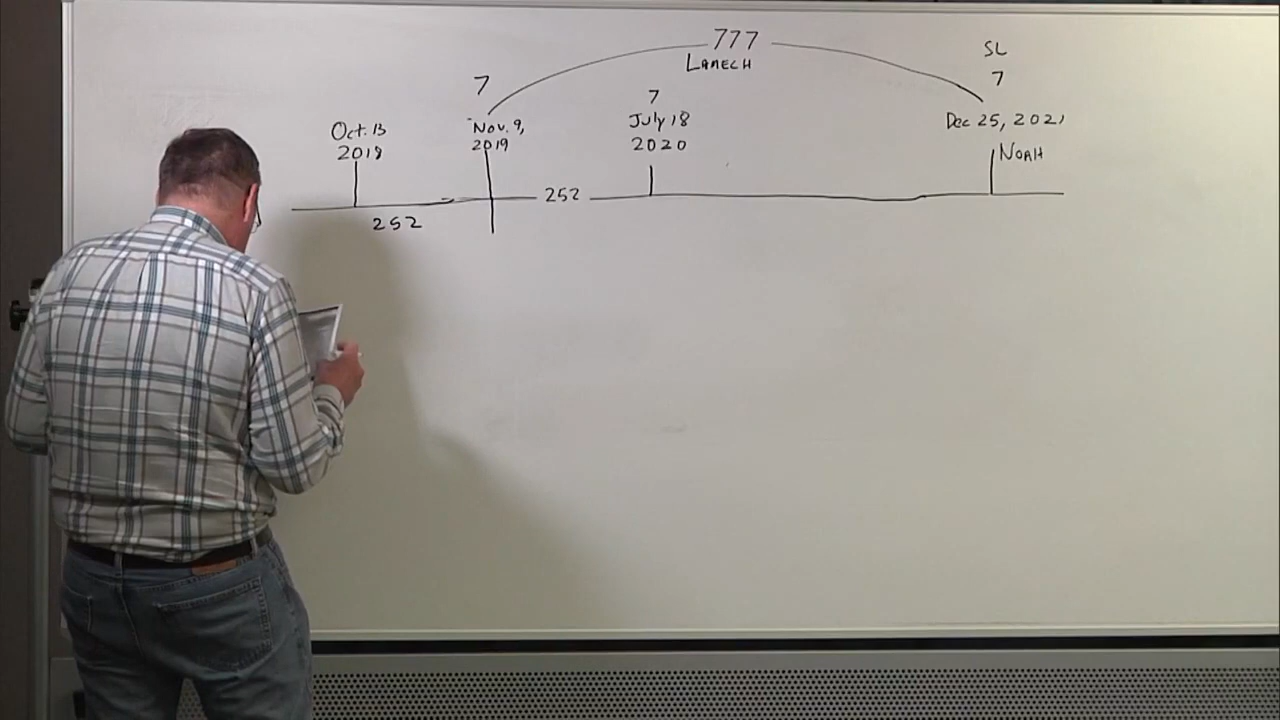 777
LAMECH
SL
7
7
7
Oct. 13
2018
Nov. 9,
2019
July 18
2020
Dec 25, 2021
NOAH
252
252